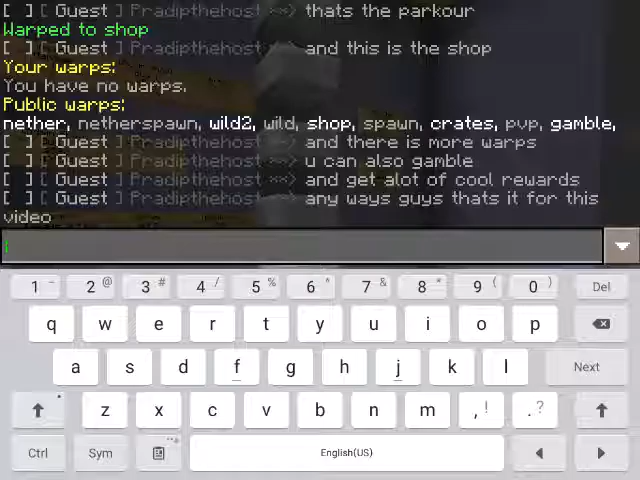 [ ] [ Guest ] Pradipthehost **> thats the parkour
Warped to shop
[ ] [ Guest ] Pradipthehost **> and this is the shop
Your warps:
You have no warps.
Public warps:
nether, netherspawn, wild2, wild, shop, spawn, crates, pvp, gamble,
[ ] [ Guest ] Pradipthehost **> and there is more warps
[ ] [ Guest ] Pradipthehost **> u can also gamble
[ ] [ Guest ] Pradipthehost **> and get alot of cool rewards
[ ] [ Guest ] Pradipthehost **> any ways guys thats it for this
video
1 2 @ 3 # 4 / 5 % 6 ^ 7 & 8 * 9 ( 0 ) Del
q w e r t y u i o p
a s d f g h j k l Next
z x c v b n m , ! . ?
Ctrl Sym English(US)